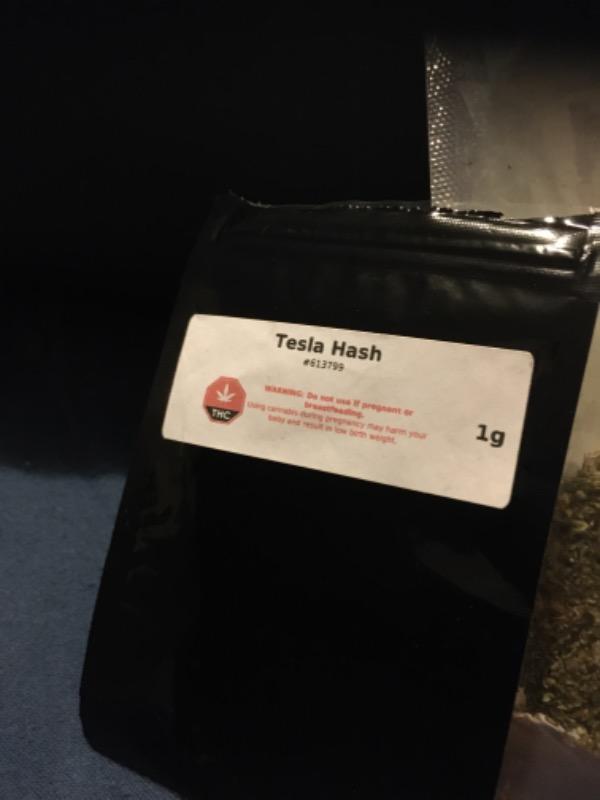 Tesla Hash
#613799
WARNING: Do not use if pregnant or
breastfeeding.
Using cannabis during pregnancy may harm your
baby and result in low birth weight.
THC
1g